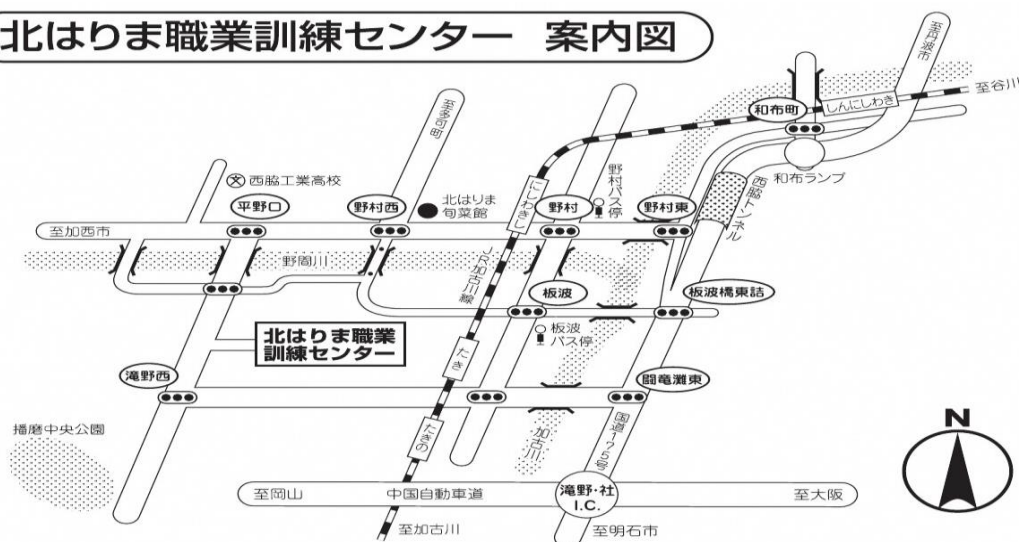 北はりま職業訓練センター 案内図
至丹波市
至谷川
しんにしわき
和布町
至多可町
和布ランプ
西脇工業高校
にしわきし
野村バス停
西脇トンネル
平野口
野村西
北はりま
旬菜館
野村
野村東
至加西市
野間川
JR加古川線
板波
板波橋東詰
北はりま職業
訓練センター
板波
バス停
たき
滝野西
闘竜灘東
播磨中央公園
たきの
加古川
国道175号
N
至岡山
中国自動車道
滝野・社
I.C.
至大阪
至加古川
至明石市